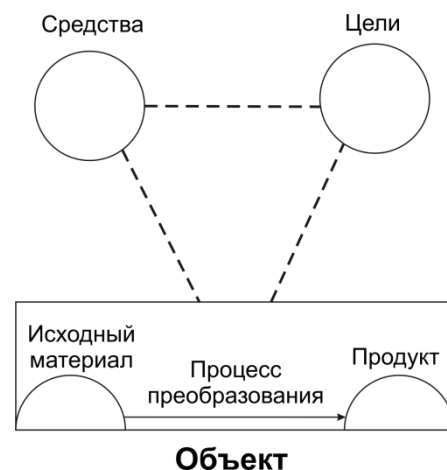 Средства
Цели
Исходный
материал
Процесс
преобразования
Продукт
Объект